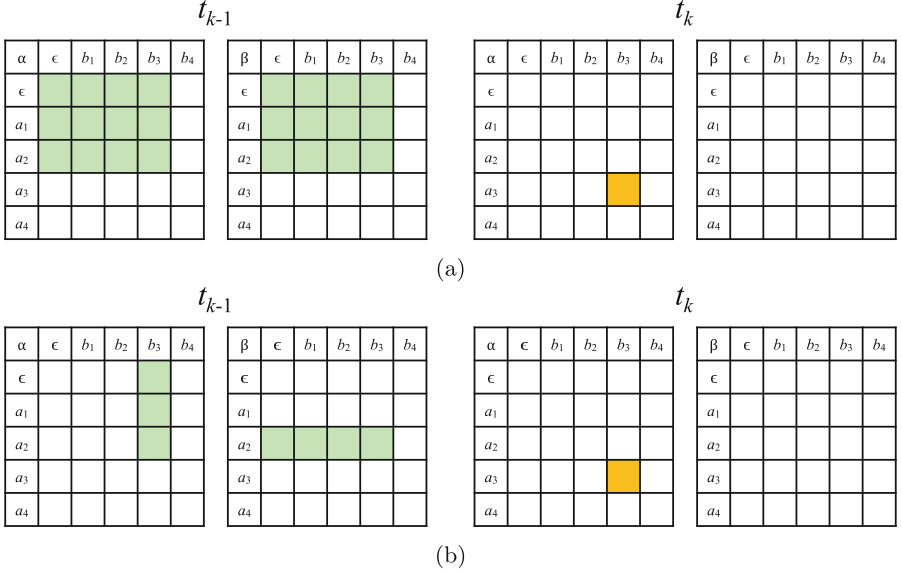 t_{k-1} t_k
α ϵ b₁ b₂ b₃ b₄ β ϵ b₁ b₂ b₃ b₄ α ϵ b₁ b₂ b₃ b₄ β ϵ b₁ b₂ b₃ b₄
ϵ ϵ ϵ ϵ
a₁ a₁ a₁ a₁
a₂ a₂ a₂ a₂
a₃ a₃ a₃ a₃
a₄ a₄ a₄ a₄
(a)
t_{k-1} t_k
α ϵ b₁ b₂ b₃ b₄ β ϵ b₁ b₂ b₃ b₄ α ϵ b₁ b₂ b₃ b₄ β ϵ b₁ b₂ b₃ b₄
ϵ ϵ ϵ ϵ
a₁ a₁ a₁ a₁
a₂ a₂ a₂ a₂
a₃ a₃ a₃ a₃
a₄ a₄ a₄ a₄
(b)